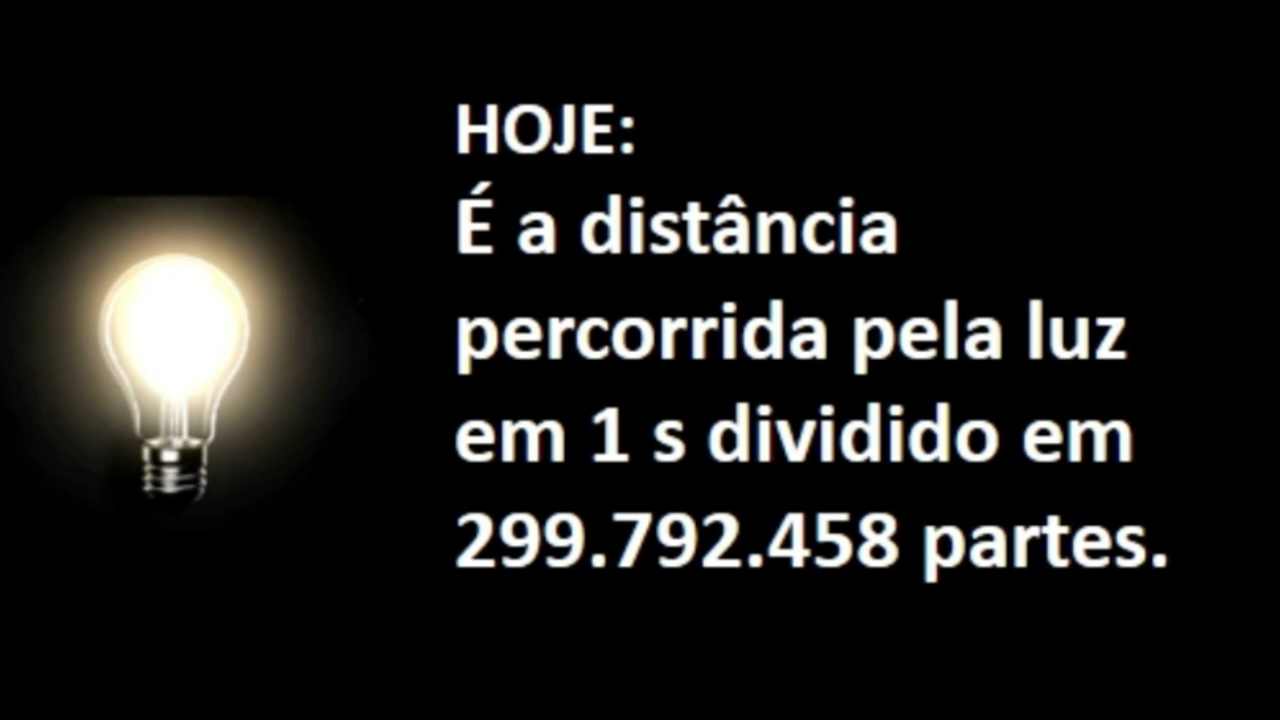 HOJE:
É a distância
percorrida pela luz
em 1 s dividido em
299.792.458 partes.